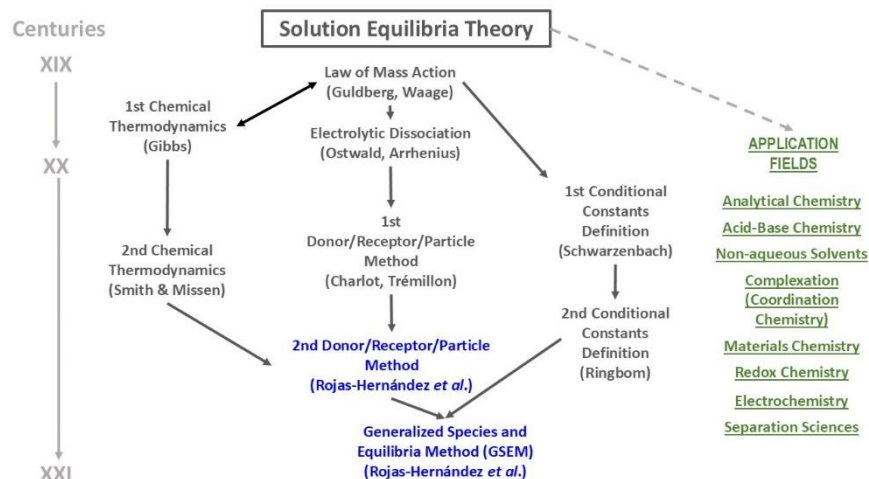 Centuries
Solution Equilibria Theory
XIX
Law of Mass Action
(Guldberg, Waage)
1st Chemical
Thermodynamics
(Gibbs)
Electrolytic Dissociation
(Ostwald, Arrhenius)
APPLICATION
FIELDS
XX
1st Conditional
Constants
Definition
(Schwarzenbach)
Analytical Chemistry
1st
Donor/Receptor/Particle
Method
(Charlot, Trémillon)
Acid-Base Chemistry
2nd Chemical
Thermodynamics
(Smith & Missen)
Non-aqueous Solvents
Complexation
(Coordination
Chemistry)
2nd Conditional
Constants
Definition
(Ringbom)
2nd Donor/Receptor/Particle
Method
(Rojas-Hernández et al.)
Materials Chemistry
Redox Chemistry
Electrochemistry
Separation Sciences
Generalized Species and
Equilibria Method (GSEM)
(Rojas-Hernández et al.)
XXI